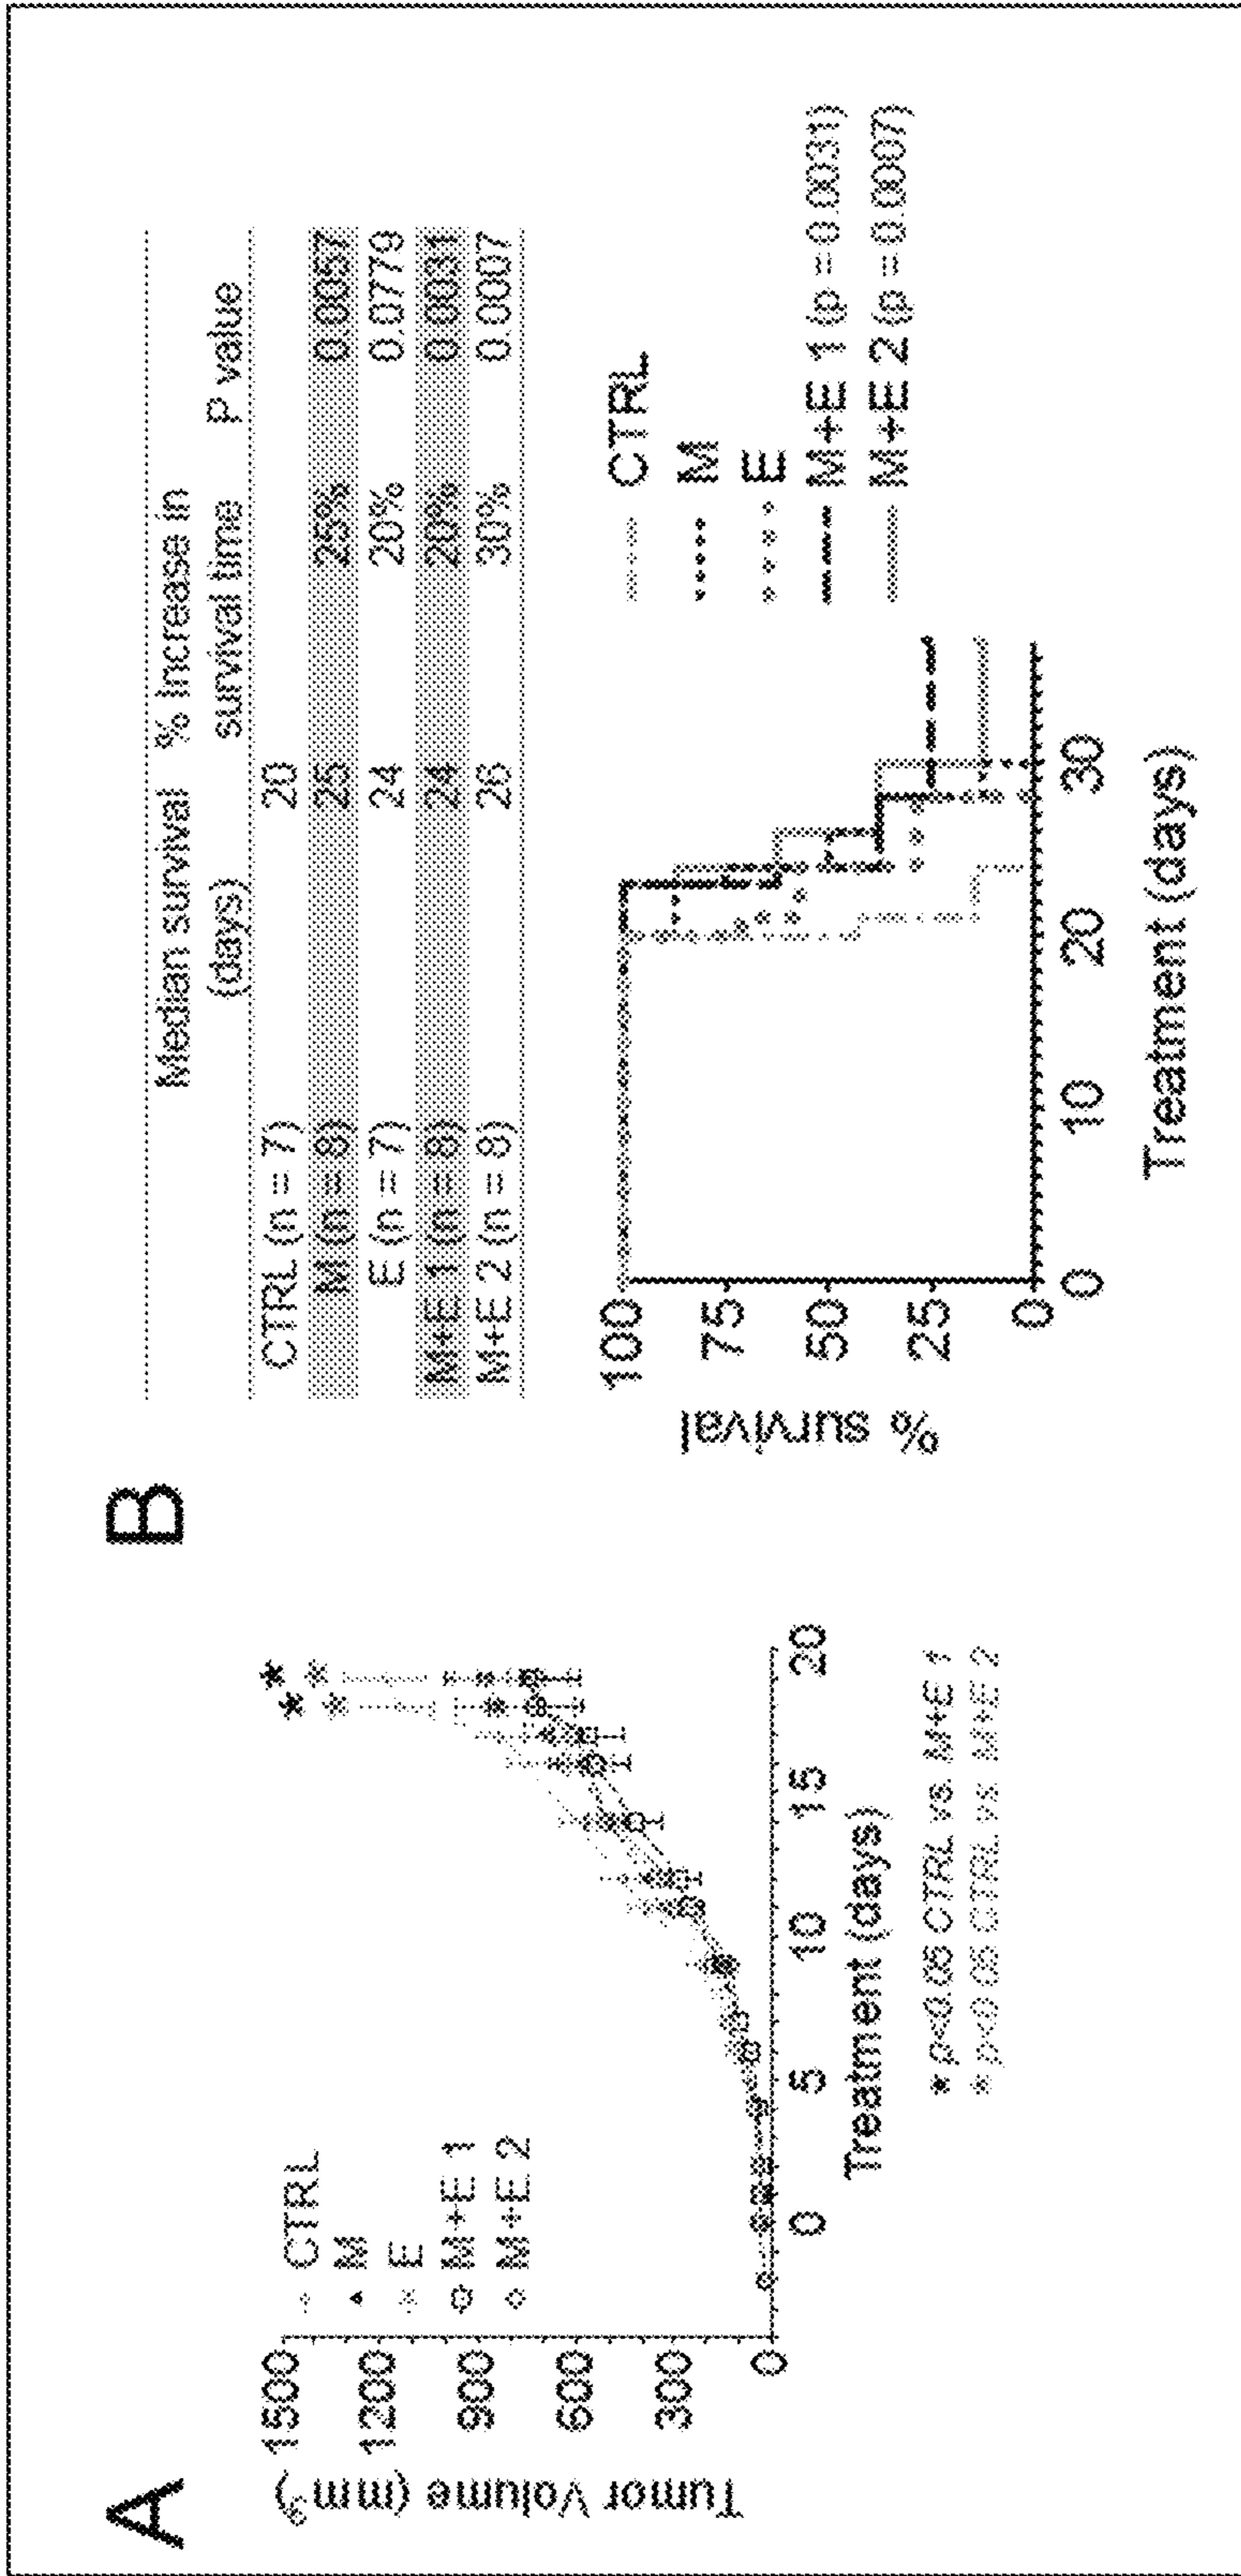 A
Tumor Volume (mm³)
1500
1200
900
600
300
0
CTRL
M
E
M+E 1
M+E 2
0 5 10 15 20
Treatment (days)
* p<0.05 CTRL vs. M+E 1
* p<0.05 CTRL vs. M+E 2
B
Median survival % Increase in
(days) survival time P value
CTRL (n = 7) 20
M (n = 8) 25 25% 0.0057
E (n = 7) 24 20% 0.0779
M+E 1 (n = 8) 24 20% 0.0031
M+E 2 (n = 8) 26 30% 0.0007
% survival
100
75
50
25
0
0 10 20 30
Treatment (days)
CTRL
M
E
M+E 1 (p = 0.0031)
M+E 2 (p = 0.0007)